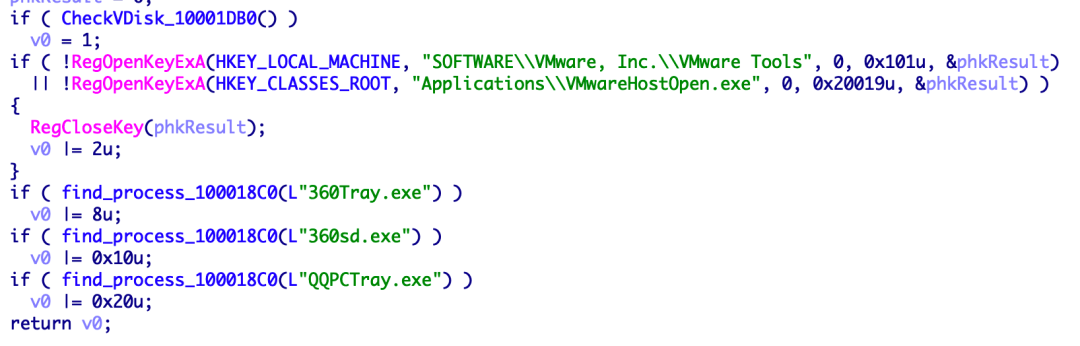 if ( CheckVDisk_10001DB0() )
v0 = 1;
if ( !RegOpenKeyExA(HKEY_LOCAL_MACHINE, "SOFTWARE\\VMware, Inc.\\VMware Tools", 0, 0x101u, &phkResult)
|| !RegOpenKeyExA(HKEY_CLASSES_ROOT, "Applications\\VMwareHostOpen.exe", 0, 0x20019u, &phkResult) )
{
RegCloseKey(phkResult);
v0 |= 2u;
}
if ( find_process_100018C0(L"360Tray.exe") )
v0 |= 8u;
if ( find_process_100018C0(L"360sd.exe") )
v0 |= 0x10u;
if ( find_process_100018C0(L"QQPCTray.exe") )
v0 |= 0x20u;
return v0;